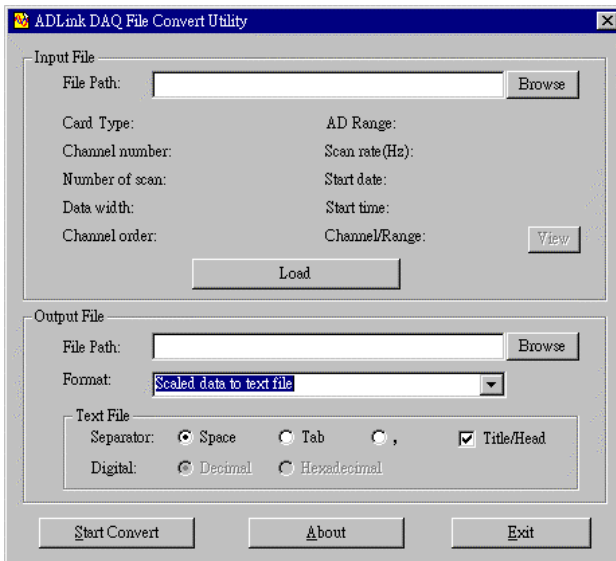 ADLink DAQ File Convert Utility
Input File
File Path: Browse
Card Type: AD Range:
Channel number: Scan rate(Hz):
Number of scan: Start date:
Data width: Start time:
Channel order: Channel/Range: View
Load
Output File
File Path: Browse
Format: Scaled data to text file
Text File
Separator: Space Tab , Title/Head
Digital: Decimal Hexadecimal
Start Convert About Exit